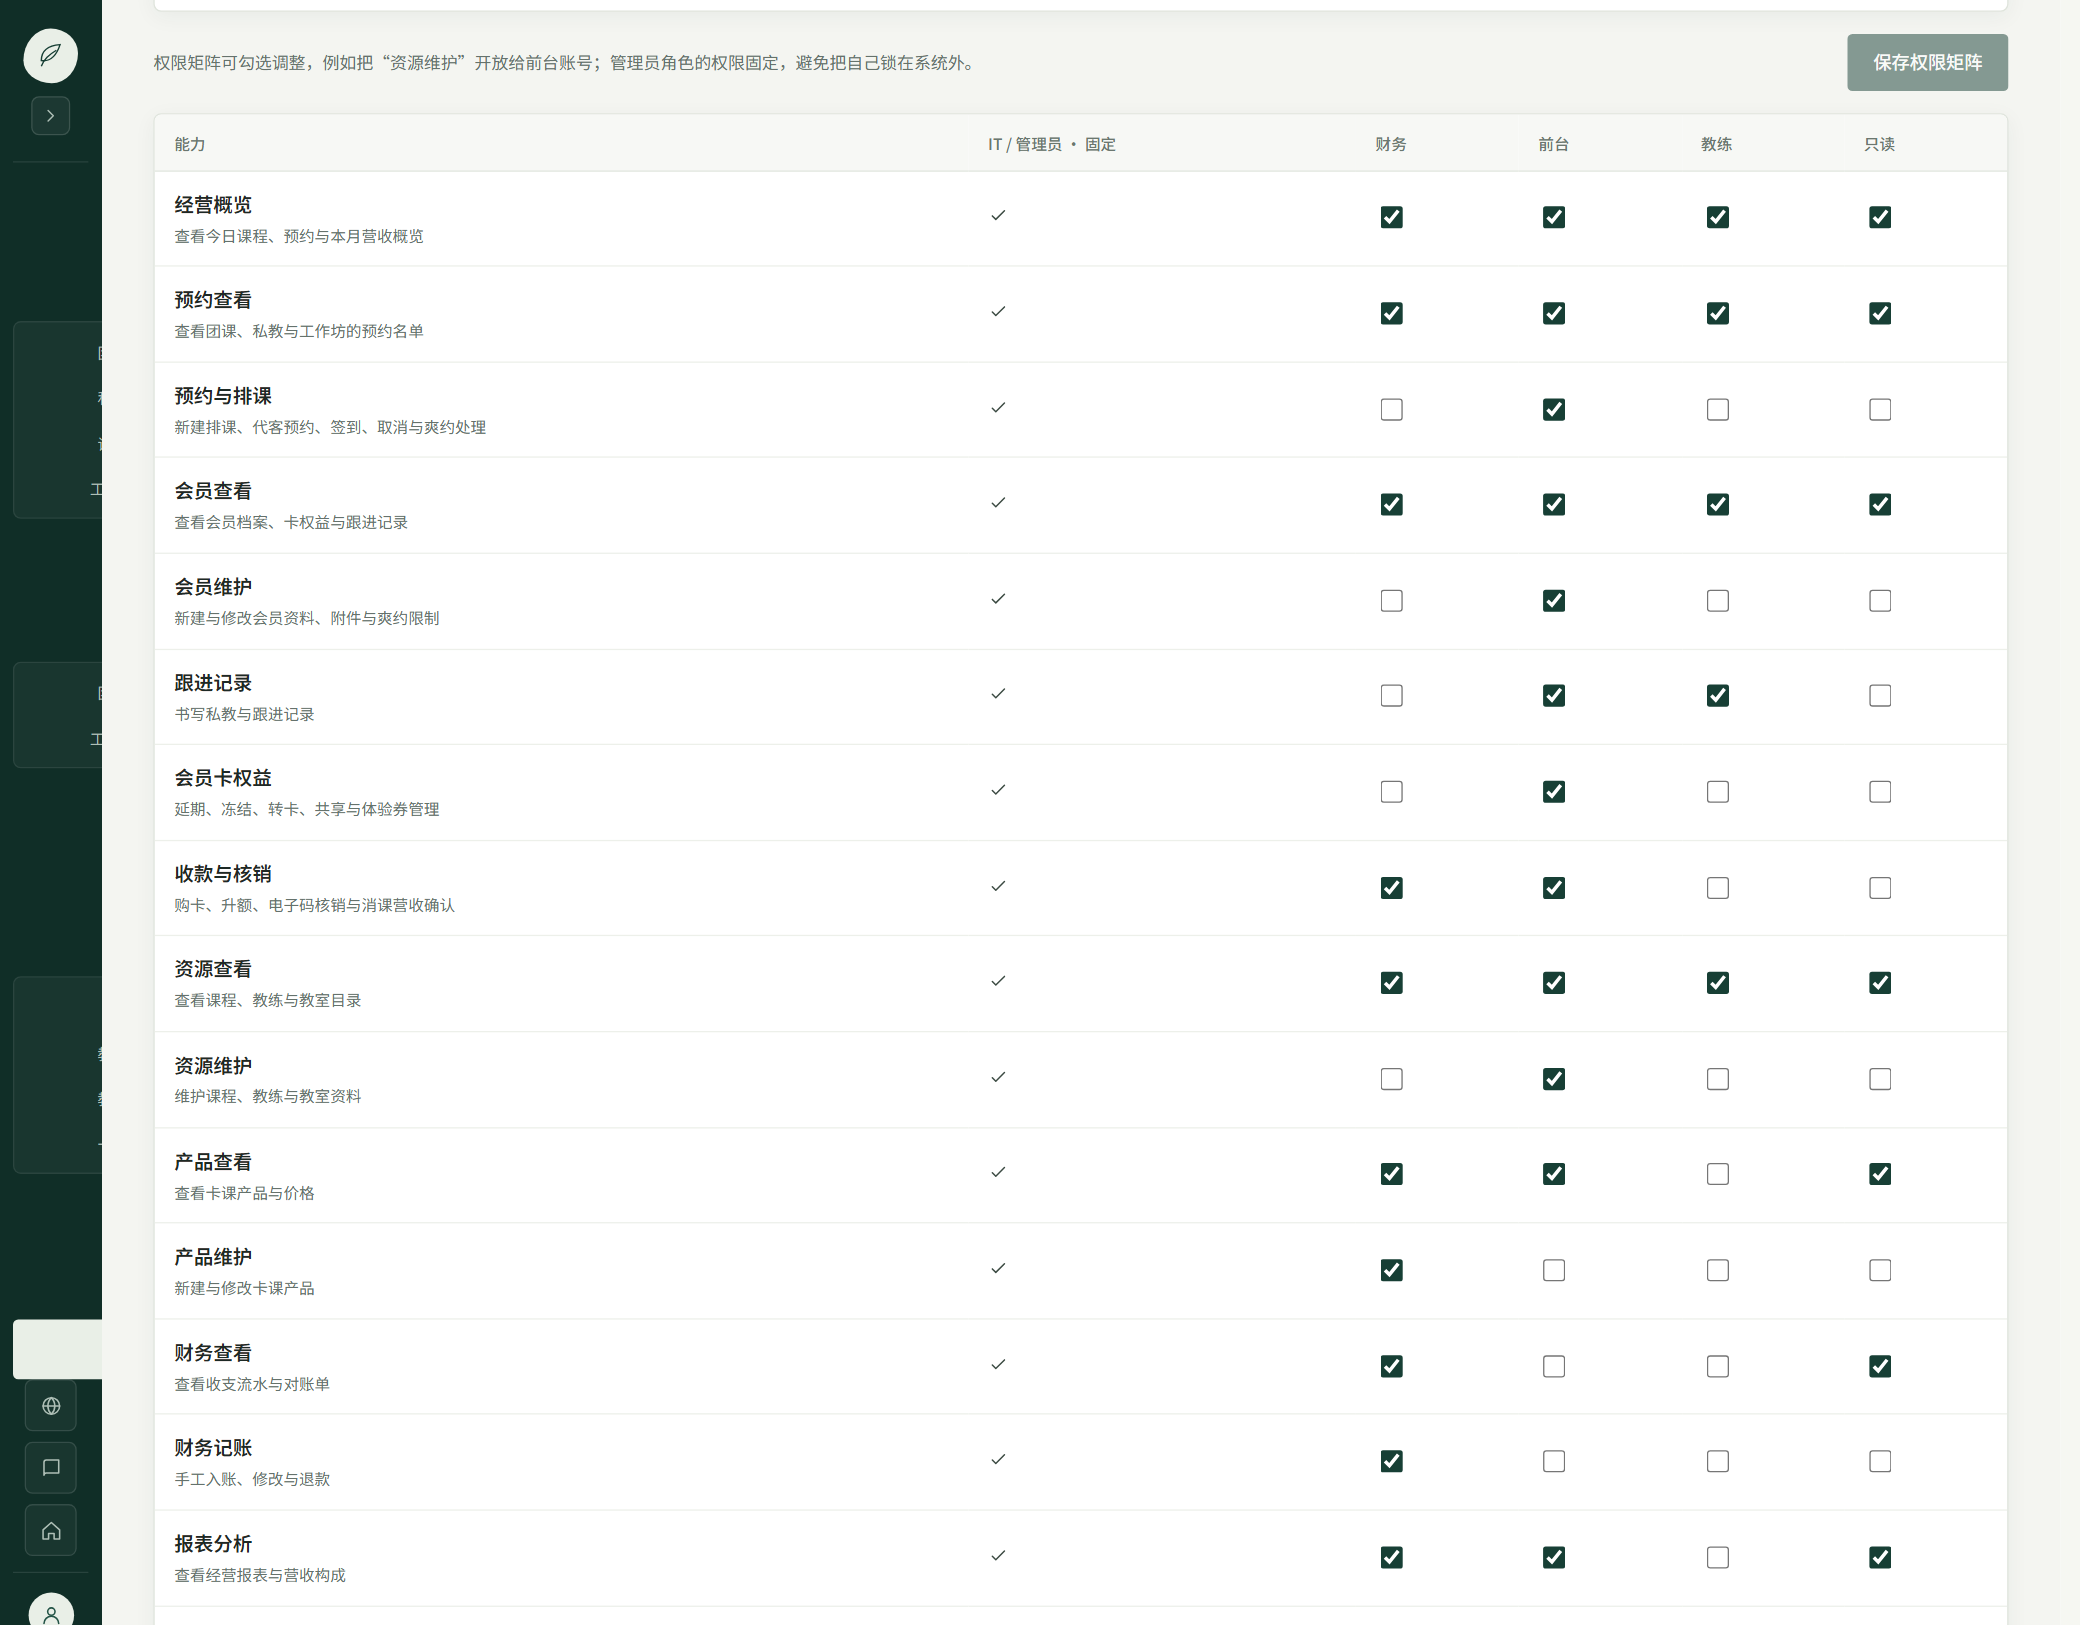 权限矩阵可勾选调整，例如把“资源维护”开放给前台账号；管理员角色的权限固定，避免把自己锁在系统外。
保存权限矩阵
能力 IT / 管理员 · 固定 财务 前台 教练 只读
经营概览
查看今日课程、预约与本月营收概览
预约查看
查看团课、私教与工作坊的预约名单
预约与排课
新建排课、代客预约、签到、取消与爽约处理
会员查看
查看会员档案、卡权益与跟进记录
会员维护
新建与修改会员资料、附件与爽约限制
跟进记录
书写私教与跟进记录
会员卡权益
延期、冻结、转卡、共享与体验券管理
收款与核销
购卡、升额、电子码核销与消课营收确认
资源查看
查看课程、教练与教室目录
资源维护
维护课程、教练与教室资料
产品查看
查看卡课产品与价格
产品维护
新建与修改卡课产品
财务查看
查看收支流水与对账单
财务记账
手工入账、修改与退款
报表分析
查看经营报表与营收构成